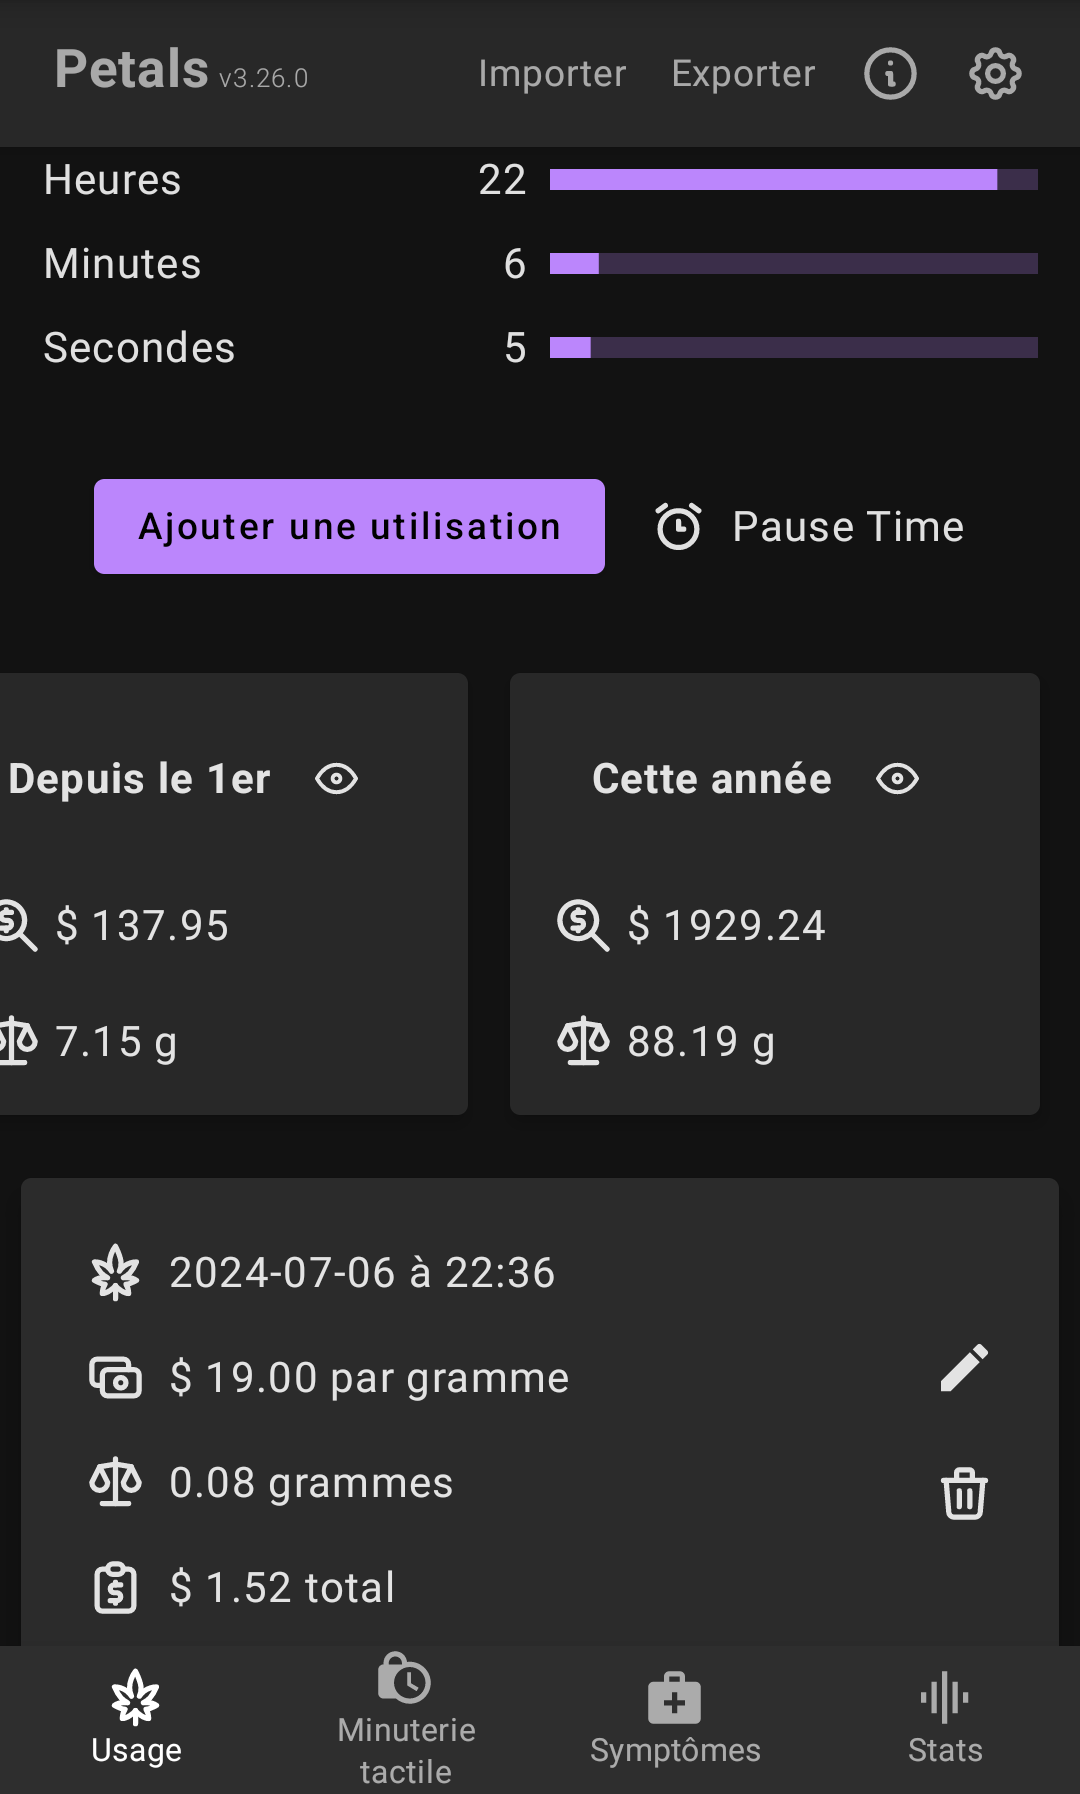 Petals v3.26.0 Importer Exporter
Heures 22
Minutes 6
Secondes 5
Ajouter une utilisation Pause Time
Depuis le 1er
$ 137.95
7.15 g
Cette année
$ 1929.24
88.19 g
2024-07-06 à 22:36
$ 19.00 par gramme
0.08 grammes
$ 1.52 total
Usage
Minuterie
tactile
Symptômes
Stats